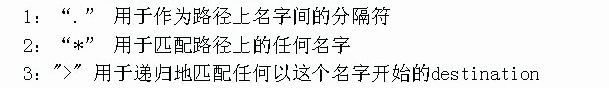 1：“.” 用于作为路径上名字间的分隔符
2：“*” 用于匹配路径上的任何名字
3：">" 用于递归地匹配任何以这个名字开始的destination